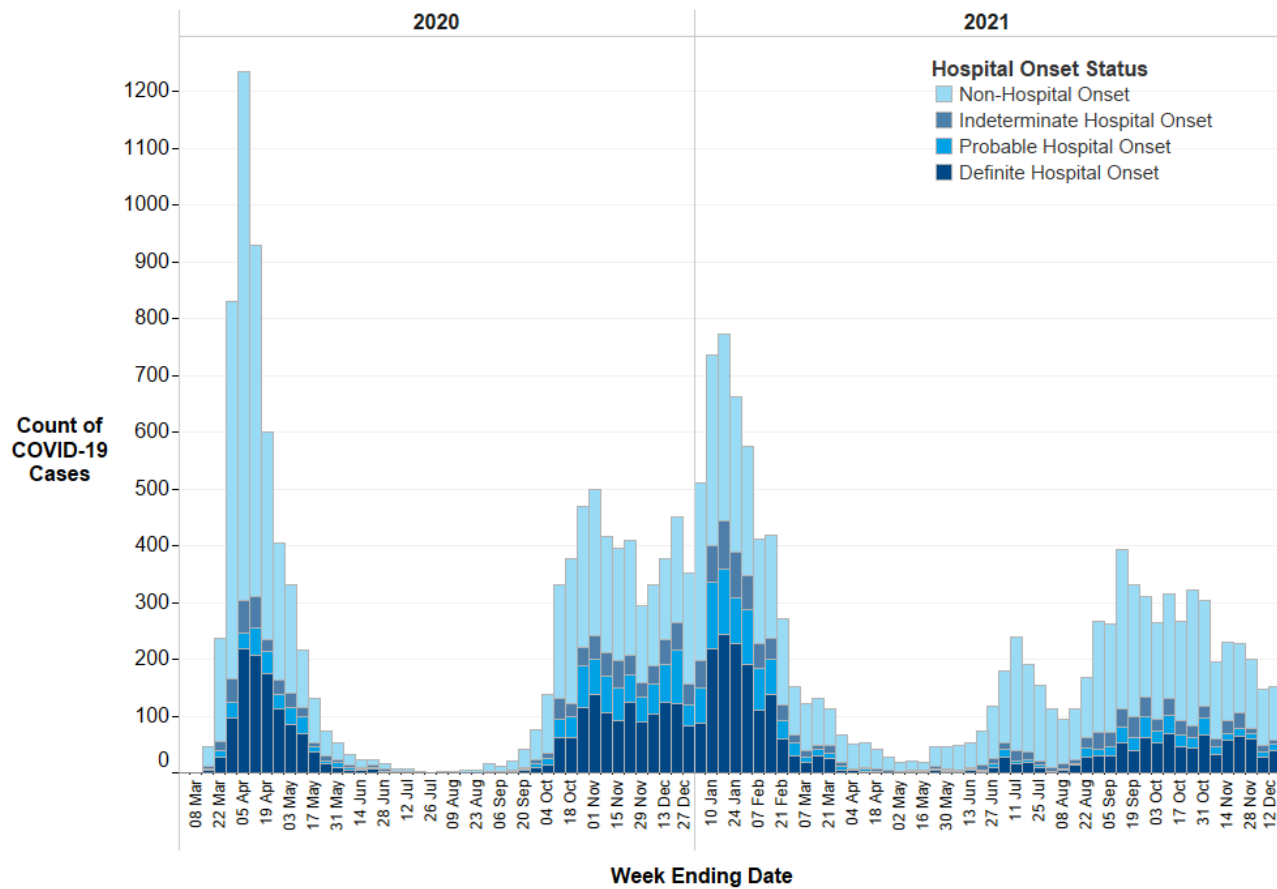 2020
2021
Hospital Onset Status
Non-Hospital Onset
Indeterminate Hospital Onset
Probable Hospital Onset
Definite Hospital Onset
1200
1100
1000
900
800
700
600
500
400
300
200
100
0
Count of
COVID-19
Cases
08 Mar
22 Mar
05 Apr
19 Apr
03 May
17 May
31 May
14 Jun
28 Jun
12 Jul
26 Jul
09 Aug
23 Aug
06 Sep
20 Sep
04 Oct
18 Oct
01 Nov
15 Nov
29 Nov
13 Dec
27 Dec
10 Jan
24 Jan
07 Feb
21 Feb
07 Mar
21 Mar
04 Apr
18 Apr
02 May
16 May
30 May
13 Jun
27 Jun
11 Jul
25 Jul
08 Aug
22 Aug
05 Sep
19 Sep
03 Oct
17 Oct
31 Oct
14 Nov
28 Nov
12 Dec
Week Ending Date